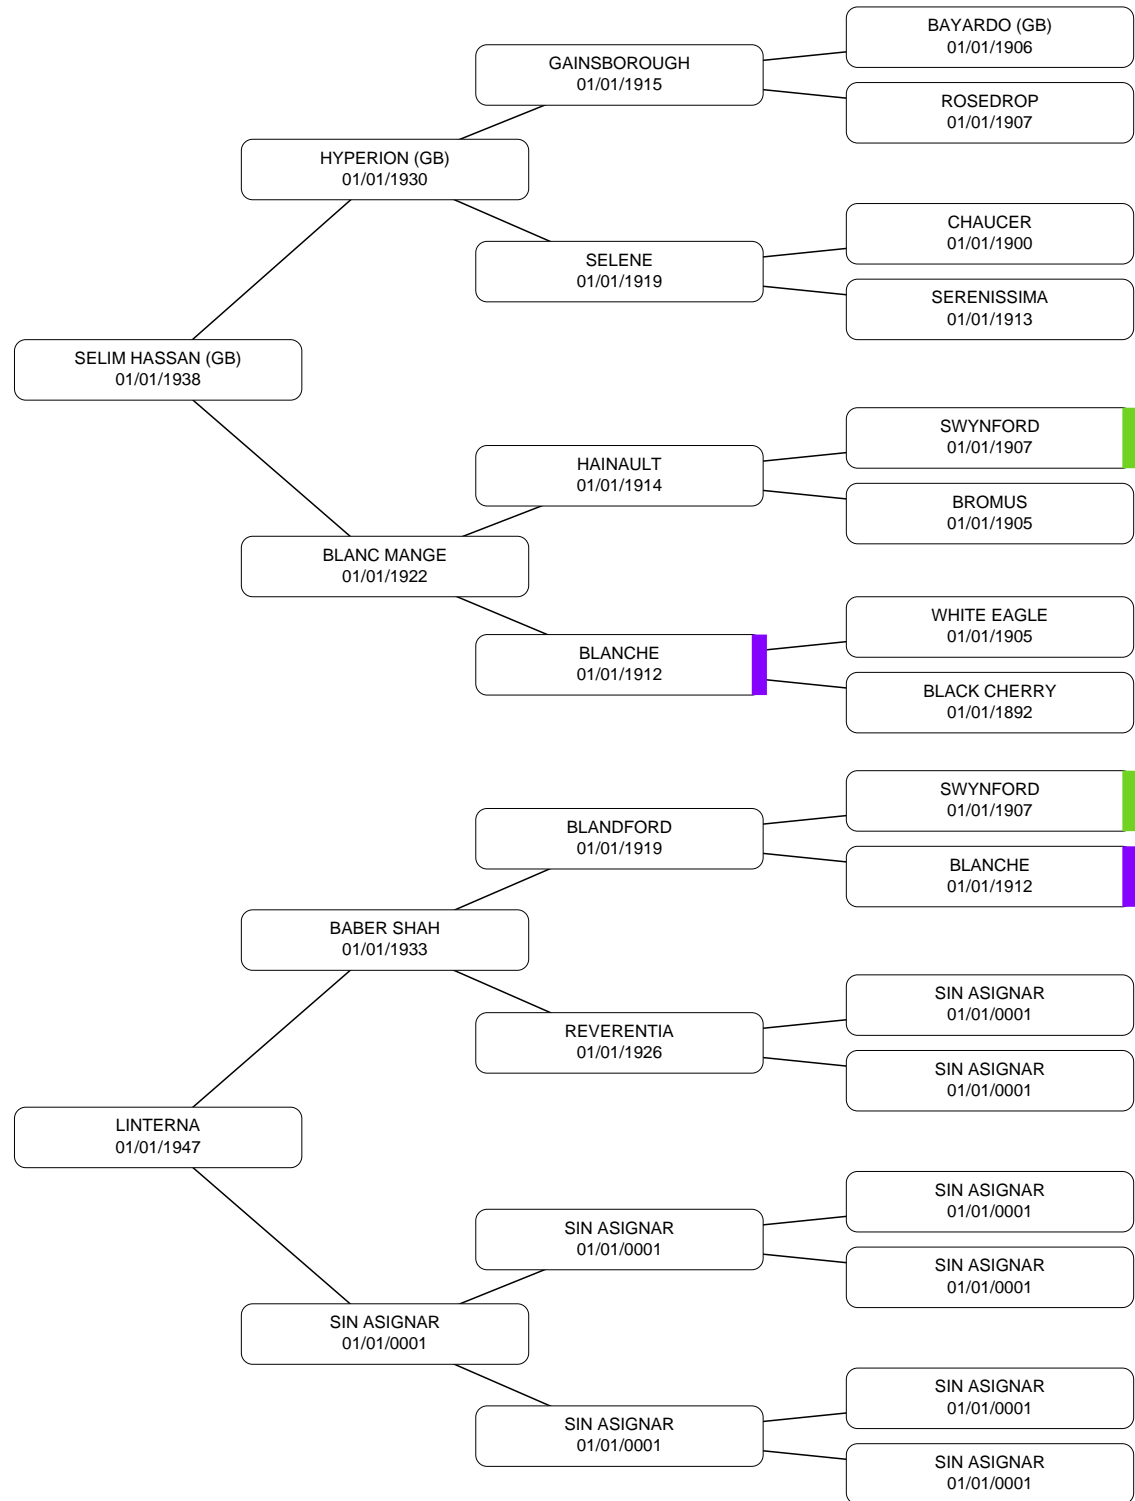 BAYARDO (GB)
01/01/1906
GAINSBOROUGH
01/01/1915
ROSEDROP
01/01/1907
HYPERION (GB)
01/01/1930
CHAUCER
01/01/1900
SELENE
01/01/1919
SERENISSIMA
01/01/1913
SELIM HASSAN (GB)
01/01/1938
SWYNFORD
01/01/1907
HAINAULT
01/01/1914
BROMUS
01/01/1905
BLANC MANGE
01/01/1922
WHITE EAGLE
01/01/1905
BLANCHE
01/01/1912
BLACK CHERRY
01/01/1892
SWYNFORD
01/01/1907
BLANDFORD
01/01/1919
BLANCHE
01/01/1912
BABER SHAH
01/01/1933
SIN ASIGNAR
01/01/0001
REVERENTIA
01/01/1926
SIN ASIGNAR
01/01/0001
LINTERNA
01/01/1947
SIN ASIGNAR
01/01/0001
SIN ASIGNAR
01/01/0001
SIN ASIGNAR
01/01/0001
SIN ASIGNAR
01/01/0001
SIN ASIGNAR
01/01/0001
SIN ASIGNAR
01/01/0001
SIN ASIGNAR
01/01/0001